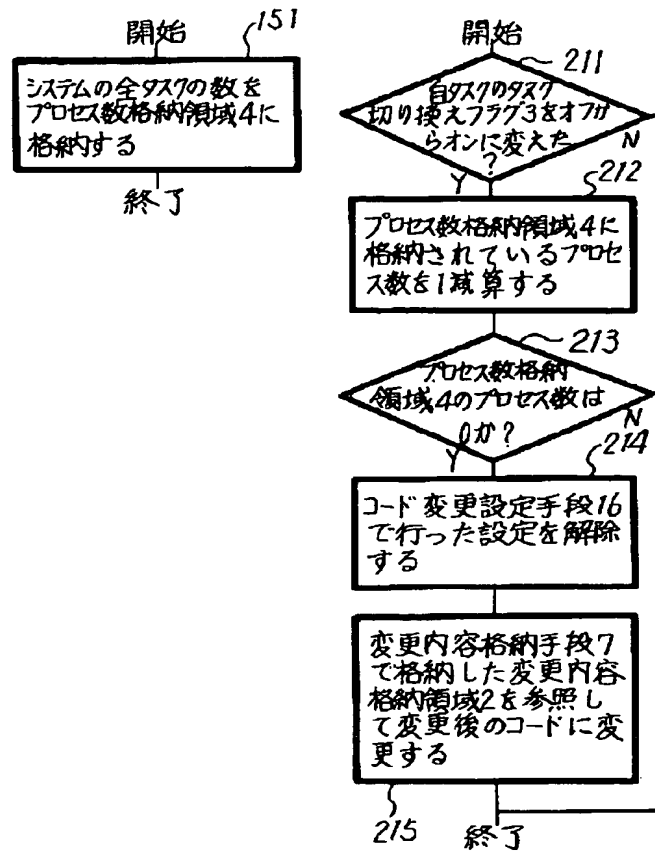 開始
151
システムの全タスクの数を
プロセス数格納領域4に
格納する
終了
開始
211
自タスクのタスク
切り換えフラグ3をオフか
らオンに変えた
?
N
Y
212
プロセス数格納領域4に
格納されているプロセ
ス数を1減算する
213
プロセス数格納
領域4のプロセス数は
0か?
N
Y
214
コード変更設定手段16
で行った設定を解除
する
変更内容格納手段7
で格納した変更内容
格納領域2を参照し
て変更後のコードに変
更する
215
終了